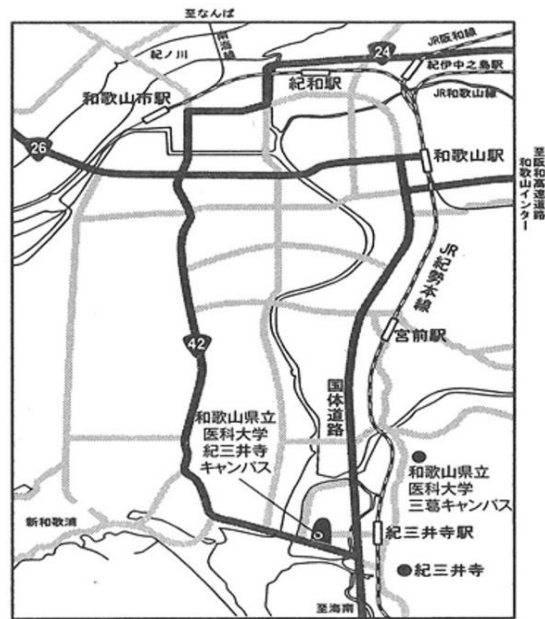 至なんば
南海線
紀ノ川
24
JR阪和線
紀和駅
紀伊中之島駅
和歌山市駅
JR和歌山線
26
和歌山駅
至阪和高速道路
和歌山インター
JR紀勢本線
42
宮前駅
国体道路
和歌山県立
医科大学
紀三井寺
キャンパス
和歌山県立
医科大学
三葛キャンパス
新和歌浦
紀三井寺駅
紀三井寺
至海南